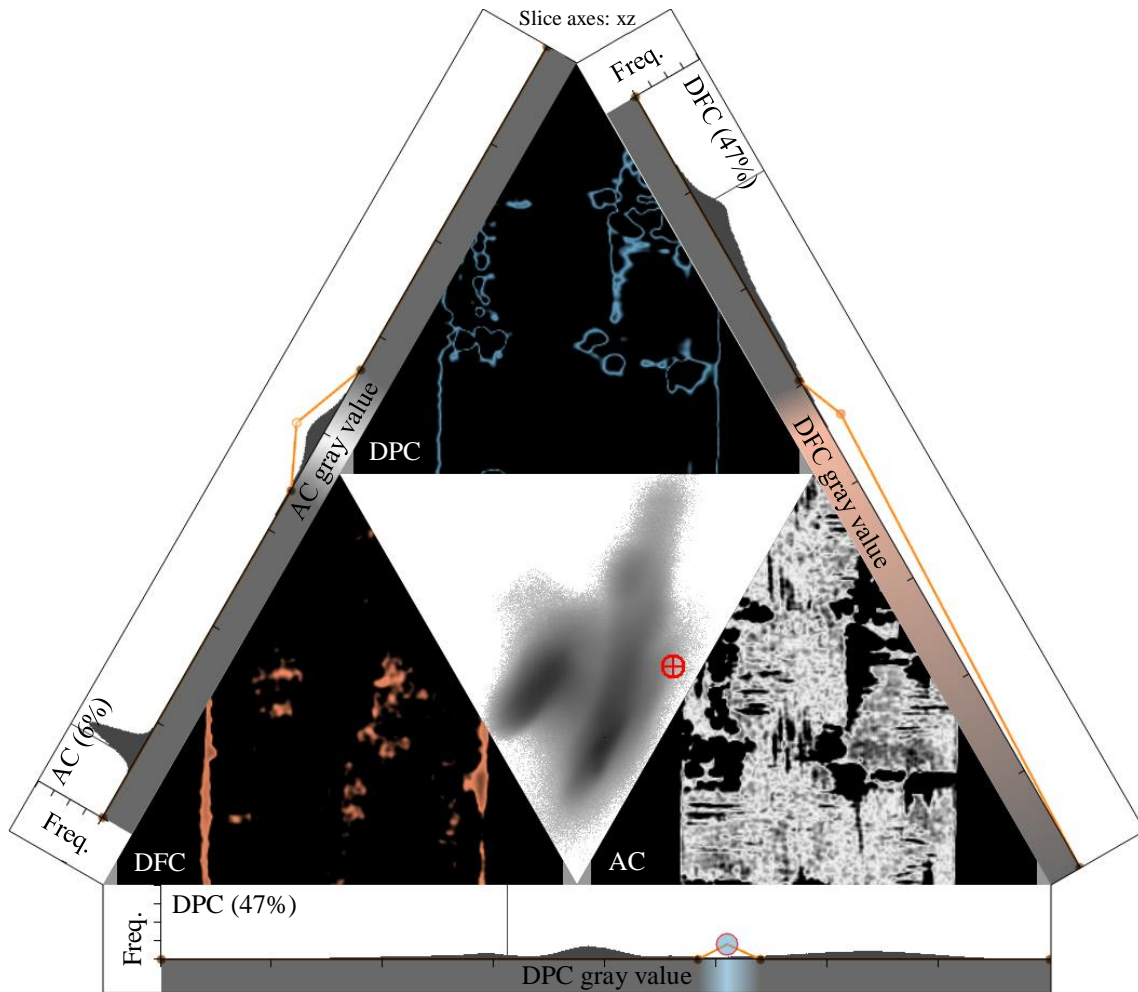 Slice axes: xz
Freq.
DFC (47%)
DPC
AC gray value
DFC gray value
AC (6%)
Freq.
DFC
AC
DPC (47%)
Freq.
DPC gray value